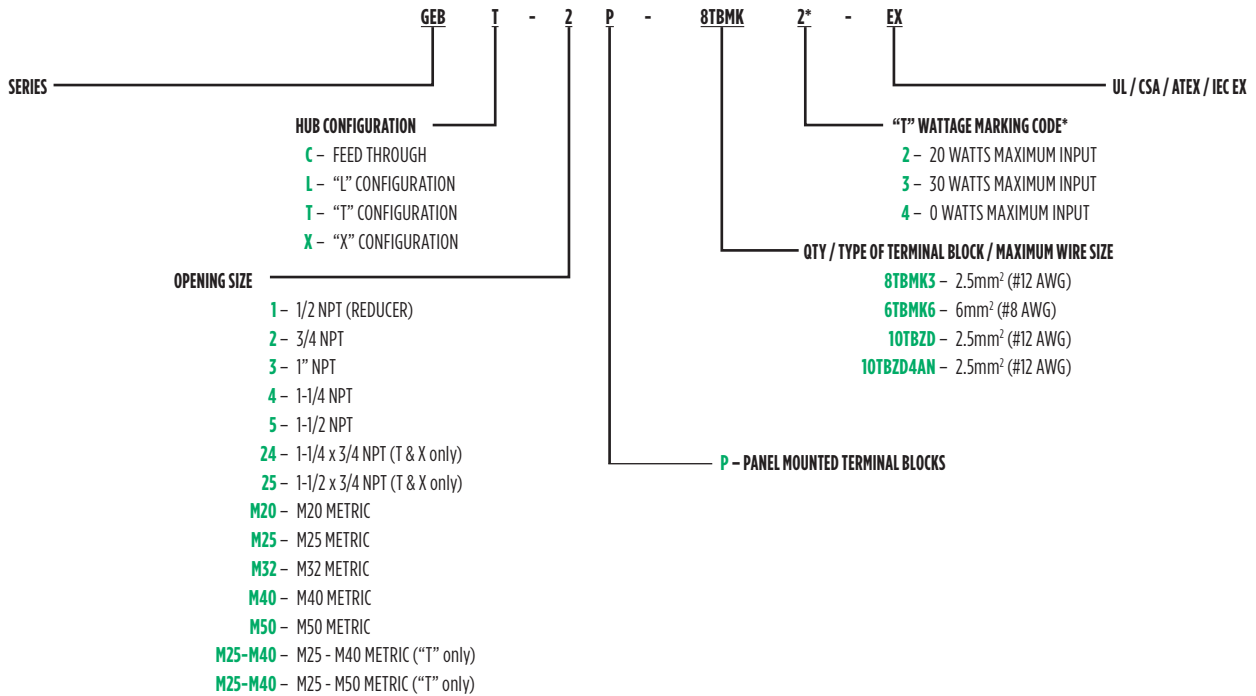 GEB T - 2 P - 8TBMK 2* - EX
SERIES
UL / CSA / ATEX / IEC EX
HUB CONFIGURATION
C – FEED THROUGH
L – “L” CONFIGURATION
T – “T” CONFIGURATION
X – “X” CONFIGURATION
“T” WATTAGE MARKING CODE*
2 – 20 WATTS MAXIMUM INPUT
3 – 30 WATTS MAXIMUM INPUT
4 – 0 WATTS MAXIMUM INPUT
QTY / TYPE OF TERMINAL BLOCK / MAXIMUM WIRE SIZE
8TBMK3 – 2.5mm² (#12 AWG)
6TBMK6 – 6mm² (#8 AWG)
10TBZD – 2.5mm² (#12 AWG)
10TBZD4AN – 2.5mm² (#12 AWG)
OPENING SIZE
1 – 1/2 NPT (REDUCER)
2 – 3/4 NPT
3 – 1” NPT
4 – 1-1/4 NPT
5 – 1-1/2 NPT
24 – 1-1/4 x 3/4 NPT (T & X only)
25 – 1-1/2 x 3/4 NPT (T & X only)
M20 – M20 METRIC
M25 – M25 METRIC
M32 – M32 METRIC
M40 – M40 METRIC
M50 – M50 METRIC
M25-M40 – M25 - M40 METRIC (“T” only)
M25-M40 – M25 - M50 METRIC (“T” only)
P – PANEL MOUNTED TERMINAL BLOCKS